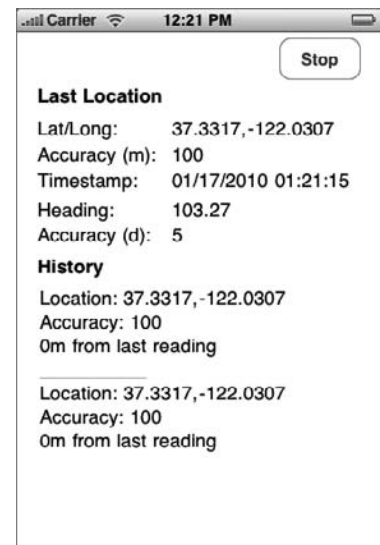 Carrier 12:21 PM
Stop
Last Location
Lat/Long: 37.3317,-122.0307
Accuracy (m): 100
Timestamp: 01/17/2010 01:21:15
Heading: 103.27
Accuracy (d): 5
History
Location: 37.3317,-122.0307
Accuracy: 100
0m from last reading
Location: 37.3317,-122.0307
Accuracy: 100
0m from last reading